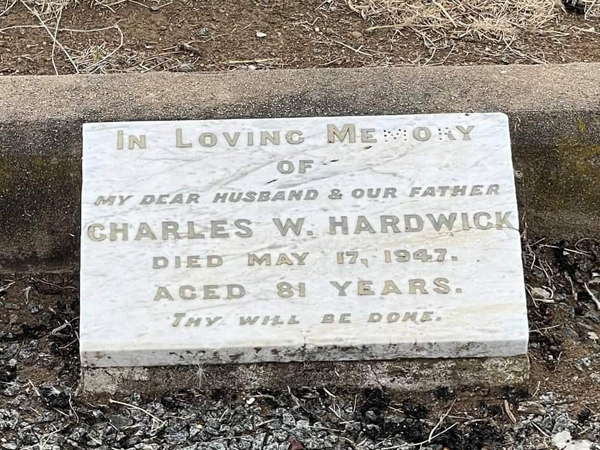 IN LOVING MEMORY
OF
MY DEAR HUSBAND & OUR FATHER
CHARLES W. HARDWICK
DIED MAY 17, 1947.
AGED 81 YEARS.
THY WILL BE DONE.